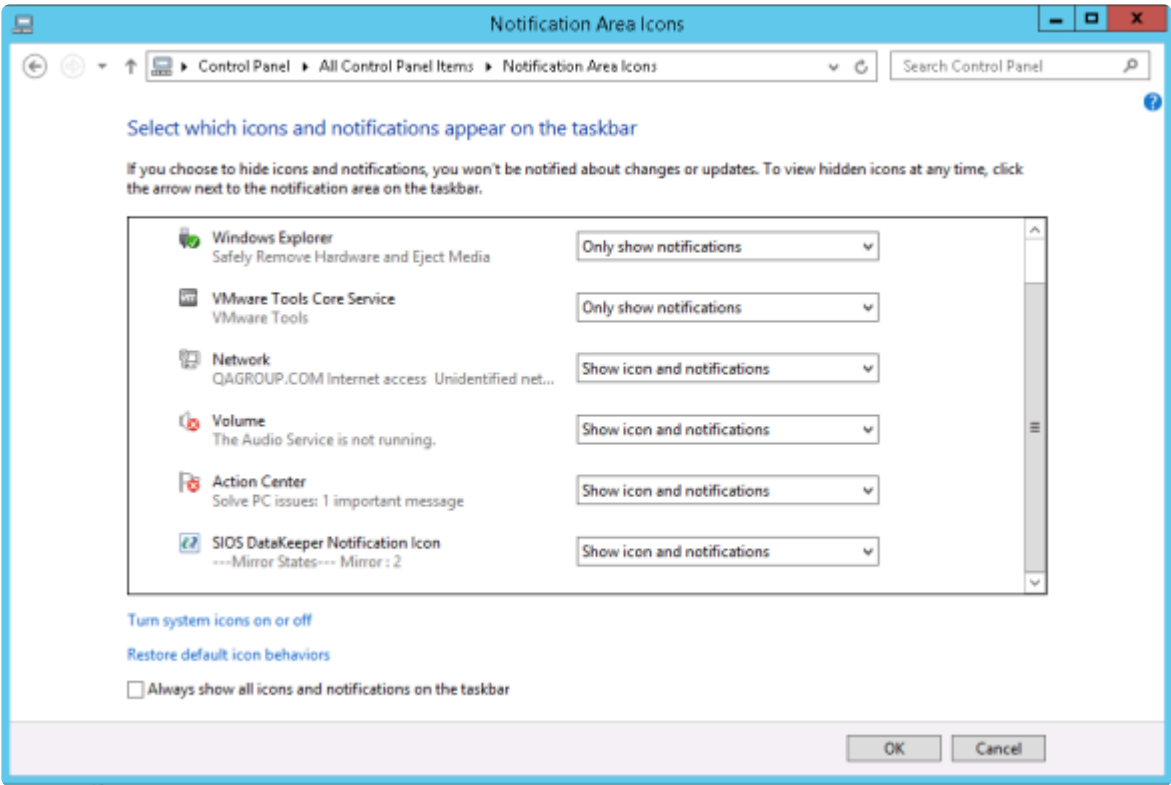 Notification Area Icons
Control Panel All Control Panel Items Notification Area Icons
Search Control Panel
Select which icons and notifications appear on the taskbar
If you choose to hide icons and notifications, you won't be notified about changes or updates. To view hidden icons at any time, click
the arrow next to the notification area on the taskbar.
Windows Explorer
Safely Remove Hardware and Eject Media
Only show notifications
VMware Tools Core Service
VMware Tools
Only show notifications
Network
QAGROUP.COM Internet access Unidentified net...
Show icon and notifications
Volume
The Audio Service is not running.
Show icon and notifications
Action Center
Solve PC issues: 1 important message
Show icon and notifications
SIOS DataKeeper Notification Icon
---Mirror States--- Mirror : 2
Show icon and notifications
Turn system icons on or off
Restore default icon behaviors
Always show all icons and notifications on the taskbar
OK
Cancel